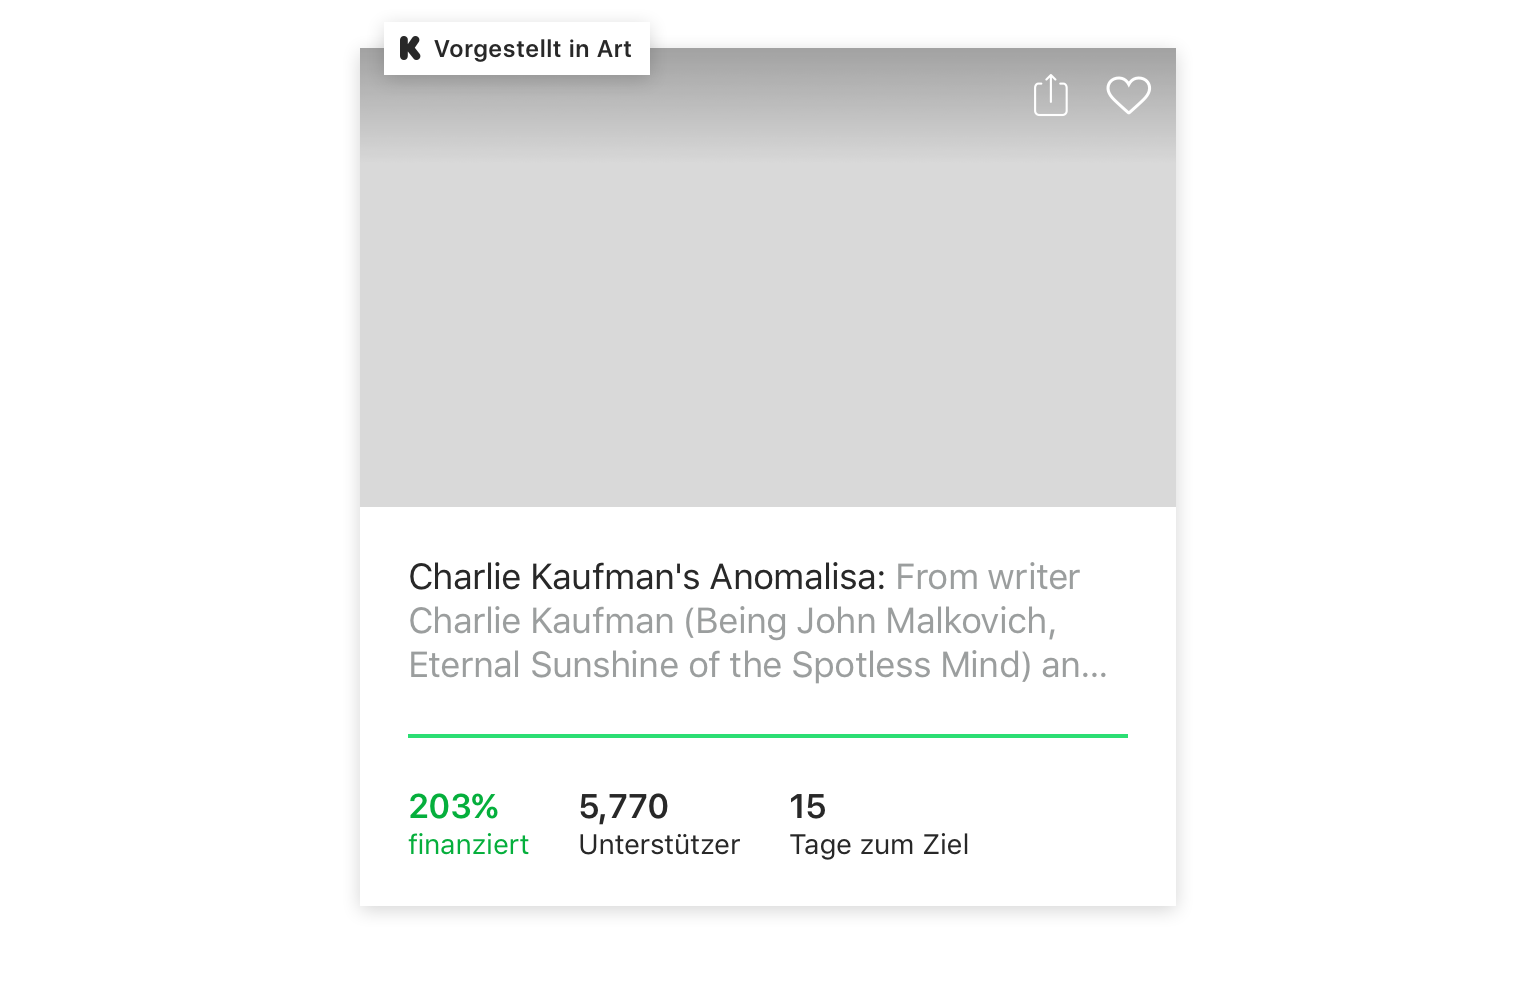 Vorgestellt in Art
Charlie Kaufman's Anomalisa: From writer
Charlie Kaufman (Being John Malkovich,
Eternal Sunshine of the Spotless Mind) an...
203% 5,770 15
finanziert Unterstützer Tage zum Ziel